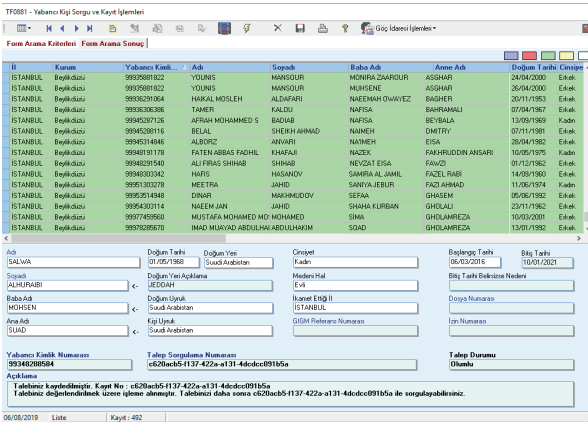 TF0881 - Yabancı Kişi Sorgu ve Kayıt İşlemleri
Göç İdaresi İşlemleri
Form Arama Kriterleri Form Arama Sonuç
İl Kurum Yabancı Kimli... Adı Soyadı Baba Adı Anne Adı Doğum Tarihi Cinsiye
İSTANBUL Beylikdüzü 99935881822 YOUNIS MANSOUR MONIRA ZAAROUR ASGHAR 24/04/2000 Erkek
İSTANBUL Beylikdüzü 99935881822 YOUNIS MANSOUR MUHSENE ASGHAR 26/04/2000 Erkek
İSTANBUL Beylikdüzü 99936291064 HAIKAL MOSLEH ALDAFARI NAEEMAH O'WAYEZ BAGHER 20/11/1953 Erkek
İSTANBUL Beylikdüzü 99936306386 TAMER KALOU NAFISA BAHRAMALI 07/04/1967 Erkek
İSTANBUL Beylikdüzü 99945287126 AFRAH MOHAMMED S BADIAB NAFISA BEYBALA 13/09/1969 Kadın
İSTANBUL Beylikdüzü 99945288116 BELAL SHEIKH AHMAD NAIMEH DMITRY 07/11/1981 Erkek
İSTANBUL Beylikdüzü 99945314846 ALBORZ ANVARI NA1MEH EISA 28/04/1982 Erkek
İSTANBUL Beylikdüzü 99948191178 FATEN ABBAS FADHIL KHAFAJI NAZEK FAKHRUDDIN ANSARI 10/05/1975 Kadın
İSTANBUL Beylikdüzü 99948291540 ALI FIRAS SHIHAB SHIHAB NEVZAT EISA FAWZI 01/12/1962 Erkek
İSTANBUL Beylikdüzü 99948303342 HAFIS HASANOV SAMIRA AL JAMIL FAZEL RABİ 14/09/1960 Erkek
İSTANBUL Beylikdüzü 99951303278 MEETRA JAHID SANIYA JEBUR FAZI AHMAD 11/06/1974 Kadın
İSTANBUL Beylikdüzü 99953514948 DINAR MAKHMUDOV SEFAA GHASEM 05/06/1992 Erkek
İSTANBUL Beylikdüzü 99954303114 NAEEM JAN JAHID SHAHA KURBAN GHOLALI 23/11/1962 Erkek
İSTANBUL Beylikdüzü 99977459560 MUSTAFA MOHAMED MO: MOHAMED SİMA GHOLAMREZA 10/03/2001 Erkek
İSTANBUL Beylikdüzü 99978285670 IMAD MUAYAD ABDULHAI ABDULHAKIM SOAD GHOLAMREZA 13/01/1992 Erkek
Adı Doğum Tarihi Doğum Yeri Cinsiyet Başlangıç Tarihi Bitiş Tarihi
SALWA 01/05/1968 Suudi Arabistan Kadın 06/03/2016 10/01/2021
Soyadı Doğum Yeri Açıklama Medeni Hal Bitiş Tarihi Belirsizse Nedeni
ALHURAIBI <- JEDDAH Evli
Baba Adı Doğum Uyruk İkamet Ettiği İl Dosya Numarası
MOHSEN <- Suudi Arabistan İSTANBUL
Ana Adı Kişi Uyruk GİGM Referans Numarası İzin Numarası
SUAD <- Suudi Arabistan
Yabancı Kimlik Numarası Talep Sorgulama Numarası Talep Durumu
99348288584 c620acb5-f137-422a-a131-4dcdcc091b5a Olumlu
Açıklama
Talebiniz kaydedilmiştir. Kayıt No : c620acb5-f137-422a-a131-4dcdcc091b5a
Talebiniz değerlendirilmek üzere işleme alınmıştır. Talebinizi daha sonra c620acb5-f137-422a-a131-4dcdcc091b5a ile sorgulayabilirsiniz.
06/08/2019 Liste Kayıt : 492